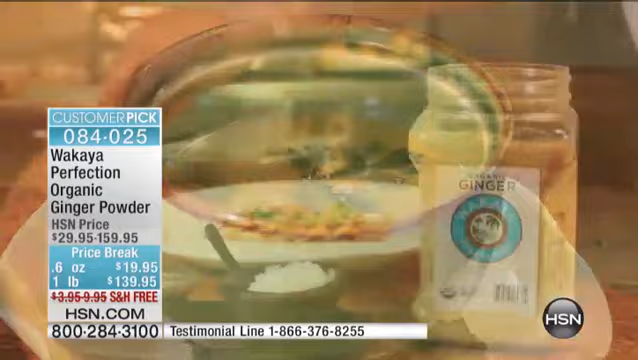 CUSTOMERPICK
084-025
Wakaya
Perfection
Organic
Ginger Powder
HSN Price
$29.95-159.95
Price Break
.6 oz $19.95
1 lb $139.95
$3.95-9.95 S&H FREE
HSN.COM
800-284-3100 Testimonial Line 1-866-376-8255
ORGANIC
GINGER
HSN